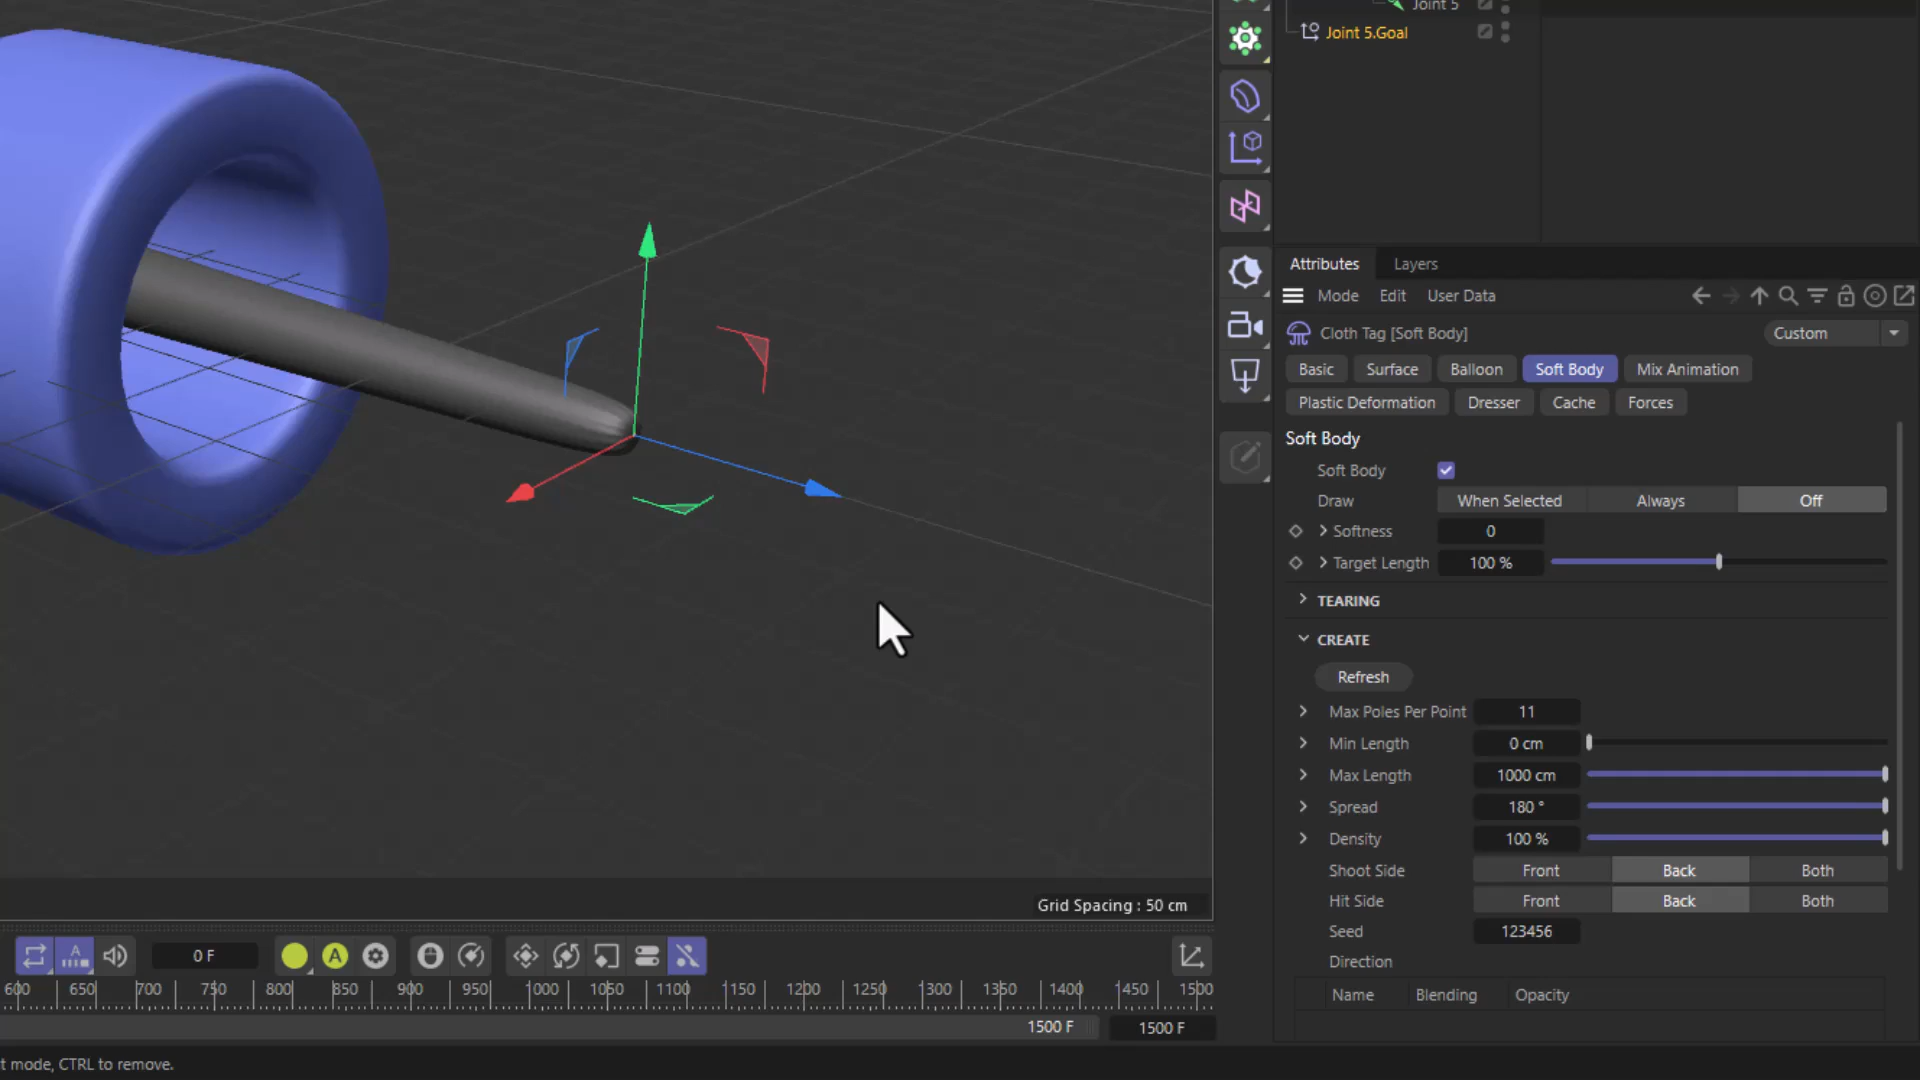 Joint 5
Joint 5.Goal
Attributes Layers
Mode Edit User Data
Cloth Tag [Soft Body] Custom
Basic Surface Balloon Soft Body Mix Animation
Plastic Deformation Dresser Cache Forces
Soft Body
Soft Body
Draw When Selected Always Off
Softness 0
Target Length 100 %
TEARING
CREATE
Refresh
Max Poles Per Point 11
Min Length 0 cm
Max Length 1000 cm
Spread 180 °
Density 100 %
Shoot Side Front Back Both
Hit Side Front Back Both
Seed 123456
Direction
Name Blending Opacity
Grid Spacing : 50 cm
A 0 F A
600 650 700 750 800 850 900 950 1000 1050 1100 1150 1200 1250 1300 1350 1400 1450 1500
1500 F 1500 F
t mode, CTRL to remove.